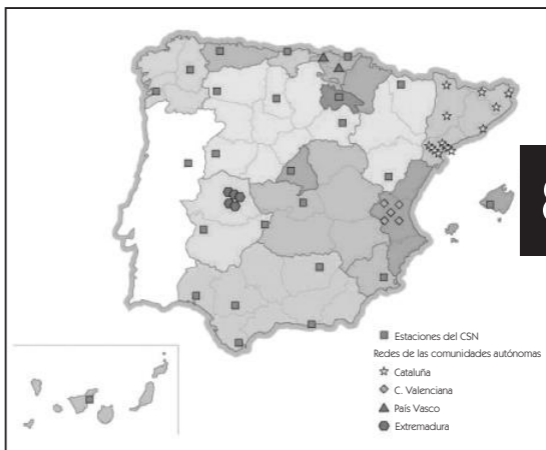 Estaciones del CSN
Redes de las comunidades autónomas
Cataluña
C. Valenciana
País Vasco
Extremadura